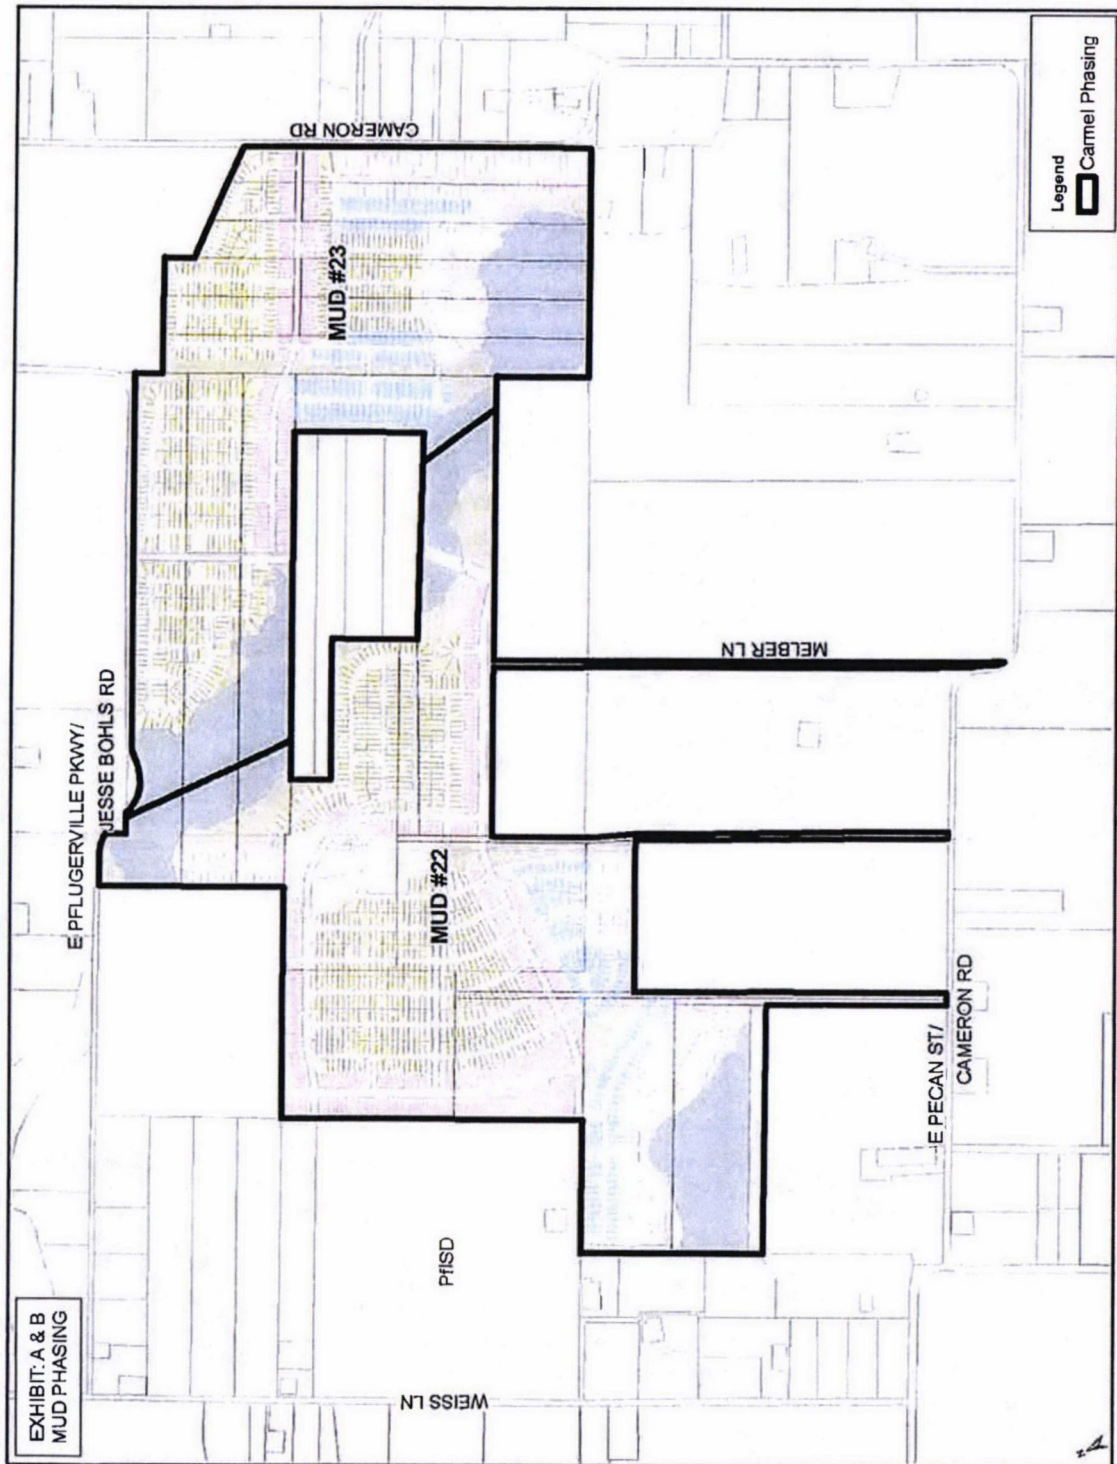 EXHIBIT: A & B
MUD PHASING
E PFLUGERVILLE PKWY/
JESSE BOHLS RD
CAMERON RD
MUD #23
MUD #22
PfISD
WEISS LN
MELBER LN
E PECAN ST/
CAMERON RD
Legend
Carmel Phasing
N